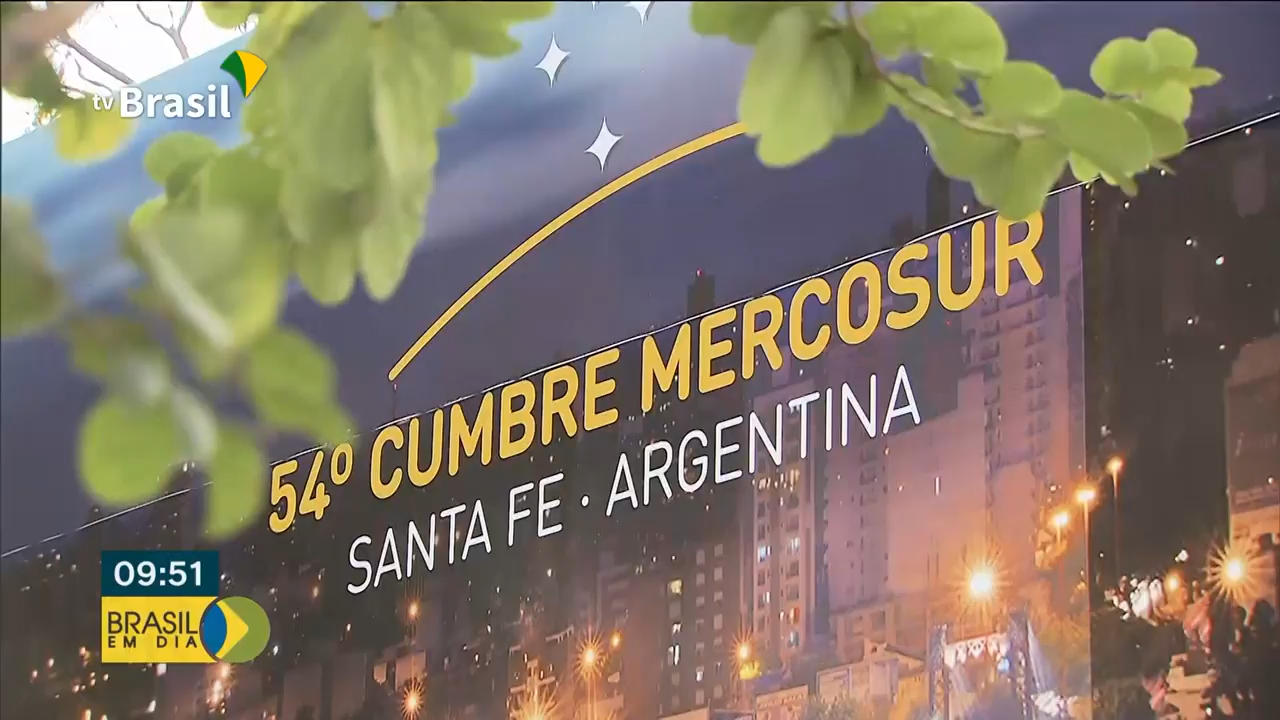 tv Brasil
54º CUMBRE MERCOSUR
SANTA FE · ARGENTINA
09:51
BRASIL
EM DIA